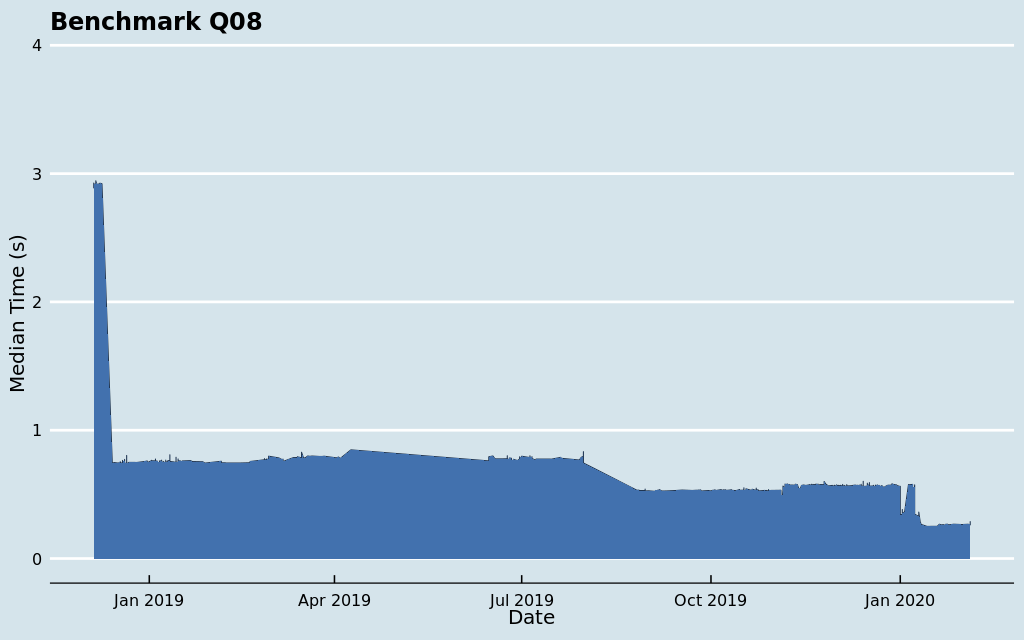 Benchmark Q08
Median Time (s)
4
3
2
1
0
Jan 2019
Apr 2019
Jul 2019
Oct 2019
Jan 2020
Date